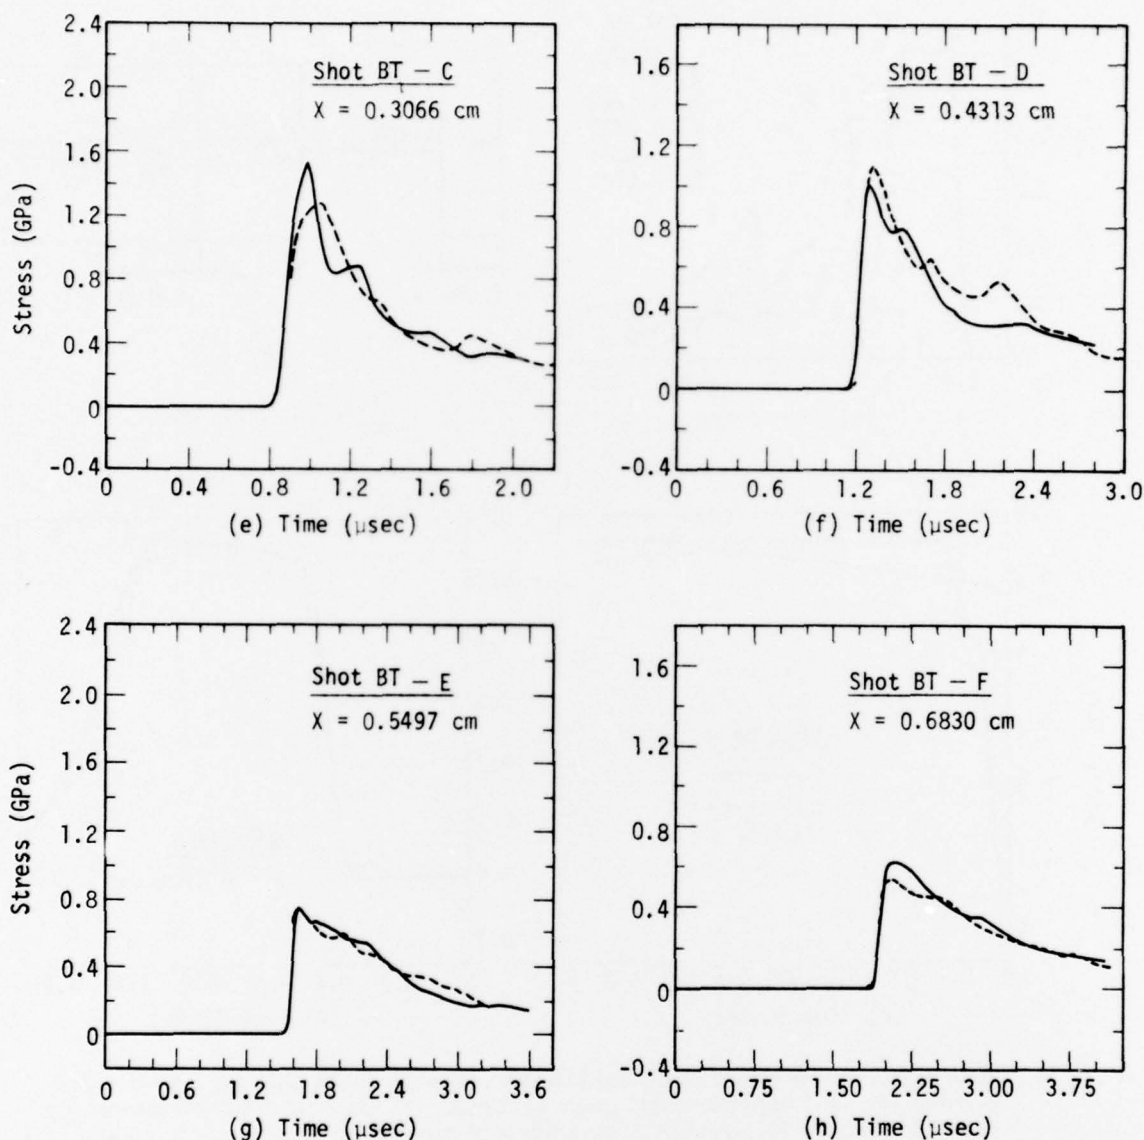 2.4
2.0
1.6
1.2
0.8
0.4
0
-0.4
Stress (GPa)
Shot BT – C
X = 0.3066 cm
0 0.4 0.8 1.2 1.6 2.0
(e) Time (μsec)
1.6
1.2
0.8
0.4
0
-0.4
Shot BT – D
X = 0.4313 cm
0 0.6 1.2 1.8 2.4 3.0
(f) Time (μsec)
2.4
2.0
1.6
1.2
0.8
0.4
0
Stress (GPa)
Shot BT – E
X = 0.5497 cm
0 0.6 1.2 1.8 2.4 3.0 3.6
(g) Time (μsec)
1.6
1.2
0.8
0.4
0
-0.4
Shot BT – F
X = 0.6830 cm
0 0.75 1.50 2.25 3.00 3.75
(h) Time (μsec)